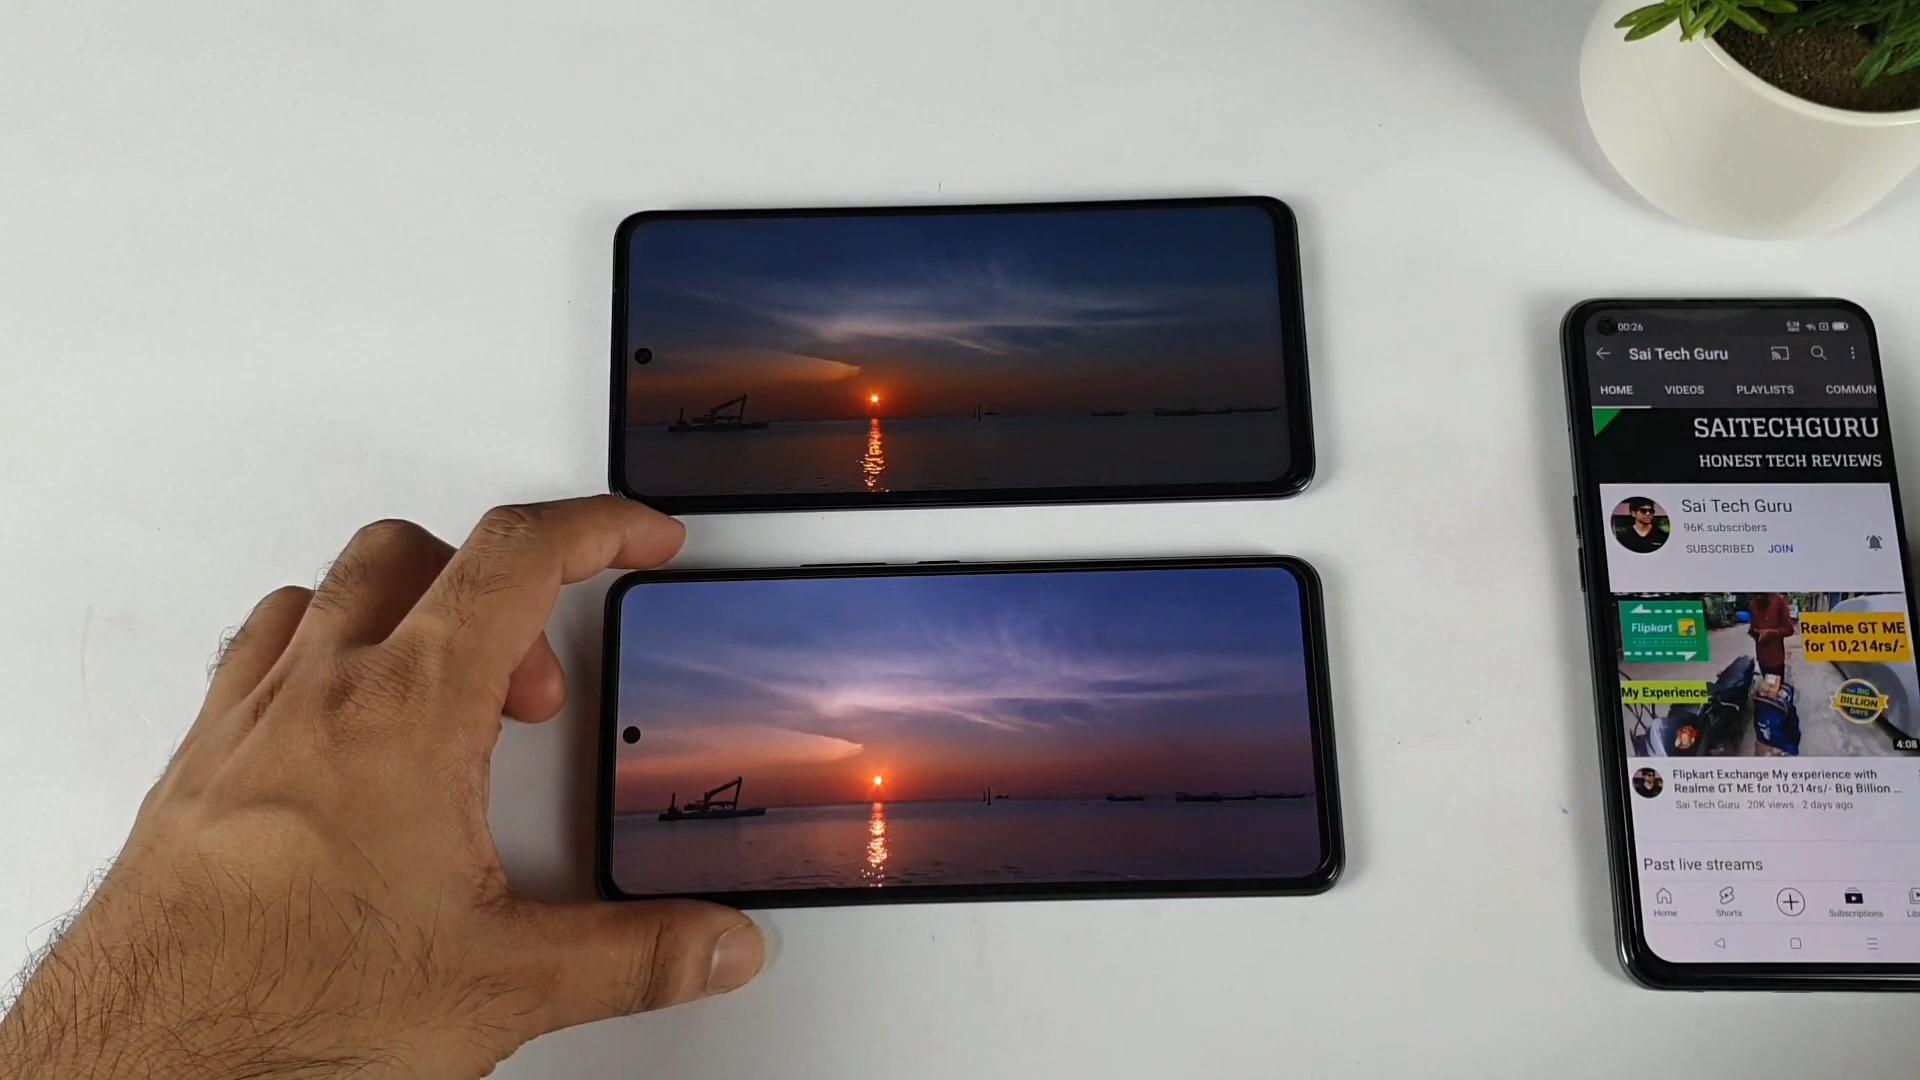 00:26
Sai Tech Guru
HOME VIDEOS PLAYLISTS COMMUN
SAITECHGURU
HONEST TECH REVIEWS
Sai Tech Guru
96K subscribers
SUBSCRIBED JOIN
Flipkart
Realme GT ME
for 10,214rs/-
My Experience
BIG
BILLION
DAYS
4:08
Flipkart Exchange My experience with
Realme GT ME for 10,214rs/- Big Billion ...
Sai Tech Guru · 20K views · 2 days ago
Past live streams
Home Shorts Subscriptions